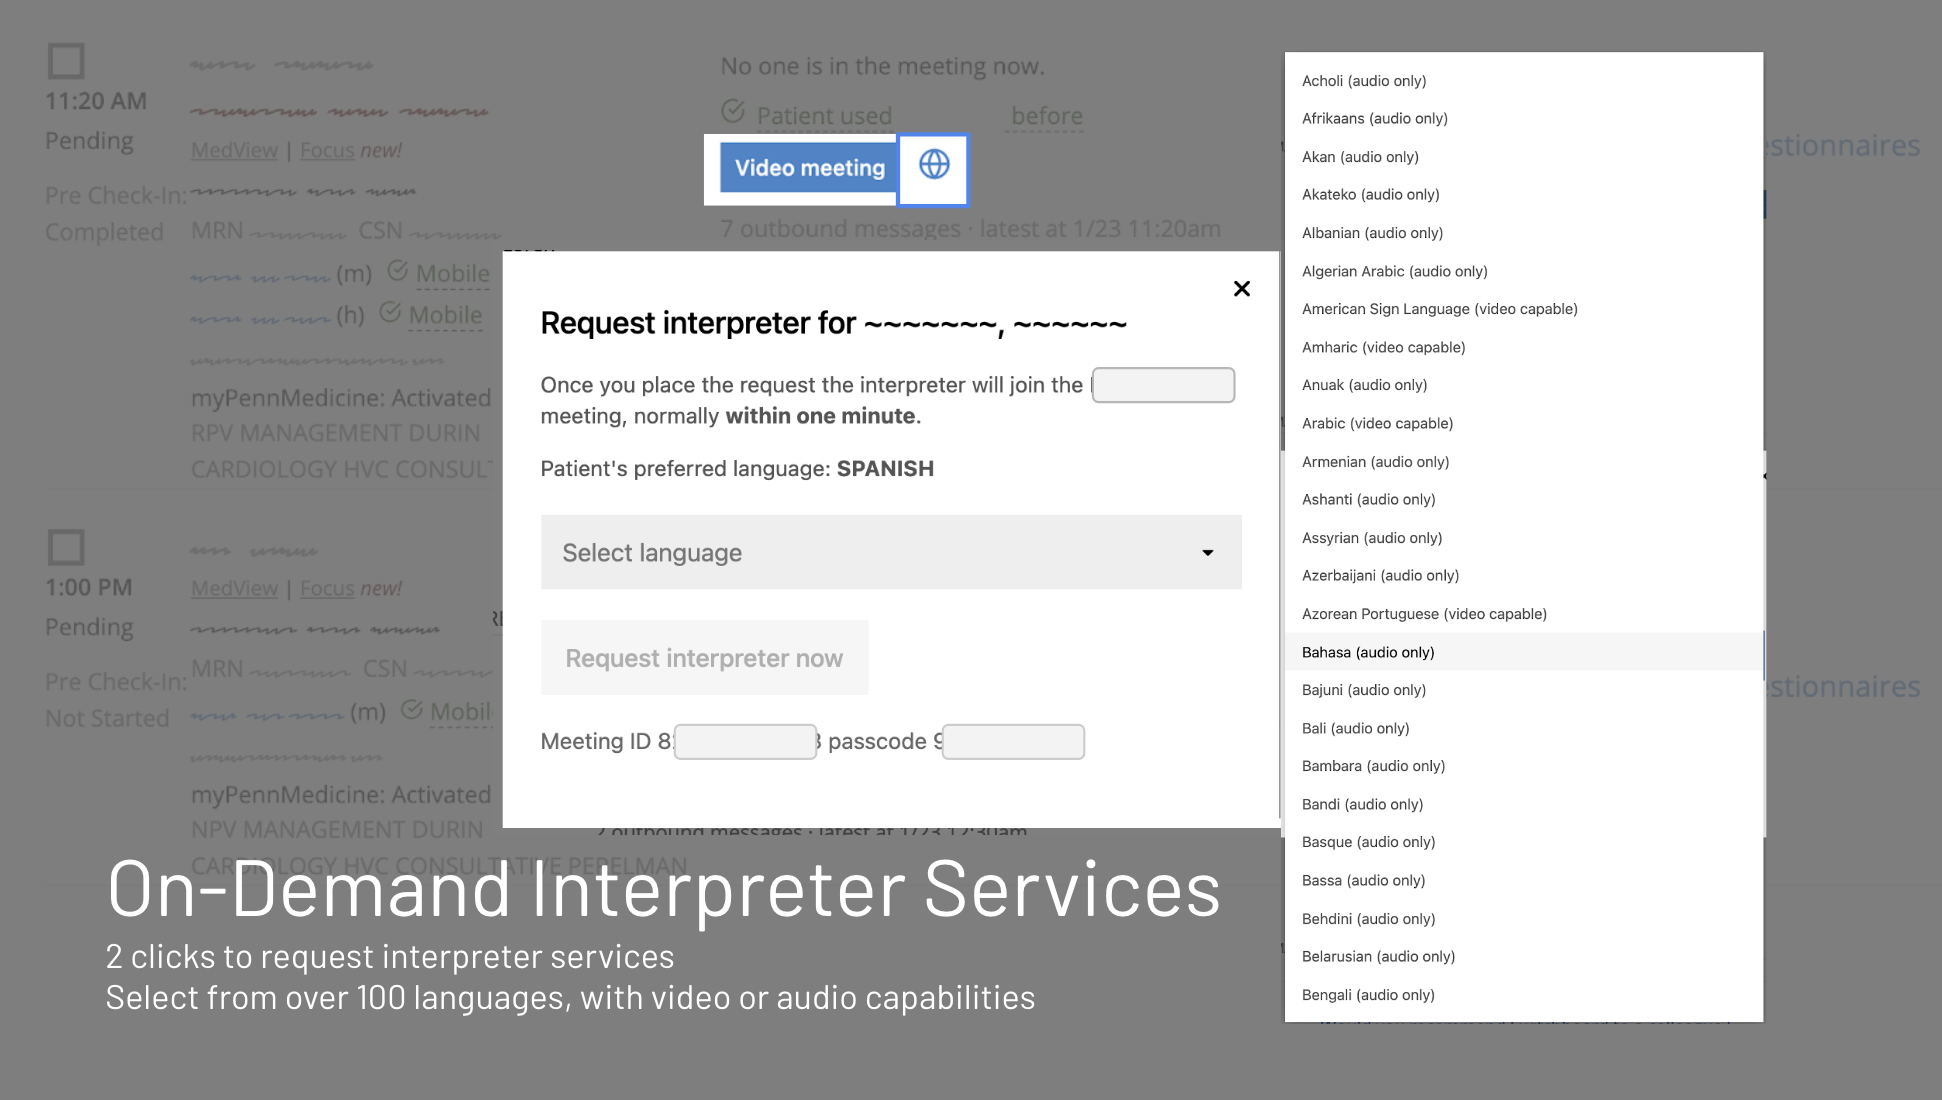 11:20 AM
Pending
MedView | Focus new!
Pre Check-In:
Completed
MRN CSN
(m) Mobile
(h) Mobile
myPennMedicine: Activated
RPV MANAGEMENT DURIN
CARDIOLOGY HVC CONSULT
No one is in the meeting now.
Patient used before
Video meeting
7 outbound messages · latest at 1/23 11:20am
stionnaires
1:00 PM
Pending
MedView | Focus new!
Pre Check-In:
Not Started
MRN CSN
(m) Mobil
myPennMedicine: Activated
NPV MANAGEMENT DURIN
CARDIOLOGY HVC CONSULTATIVE PERELMAN
2 outbound messages · latest at 1/23 12:30am
stionnaires
Request interpreter for ~~~~~~~, ~~~~~~
Once you place the request the interpreter will join the
meeting, normally within one minute.
Patient's preferred language: SPANISH
Select language
Request interpreter now
Meeting ID 8 passcode 9
Acholi (audio only)
Afrikaans (audio only)
Akan (audio only)
Akateko (audio only)
Albanian (audio only)
Algerian Arabic (audio only)
American Sign Language (video capable)
Amharic (video capable)
Anuak (audio only)
Arabic (video capable)
Armenian (audio only)
Ashanti (audio only)
Assyrian (audio only)
Azerbaijani (audio only)
Azorean Portuguese (video capable)
Bahasa (audio only)
Bajuni (audio only)
Bali (audio only)
Bambara (audio only)
Bandi (audio only)
Basque (audio only)
Bassa (audio only)
Behdini (audio only)
Belarusian (audio only)
Bengali (audio only)
On-Demand Interpreter Services
2 clicks to request interpreter services
Select from over 100 languages, with video or audio capabilities